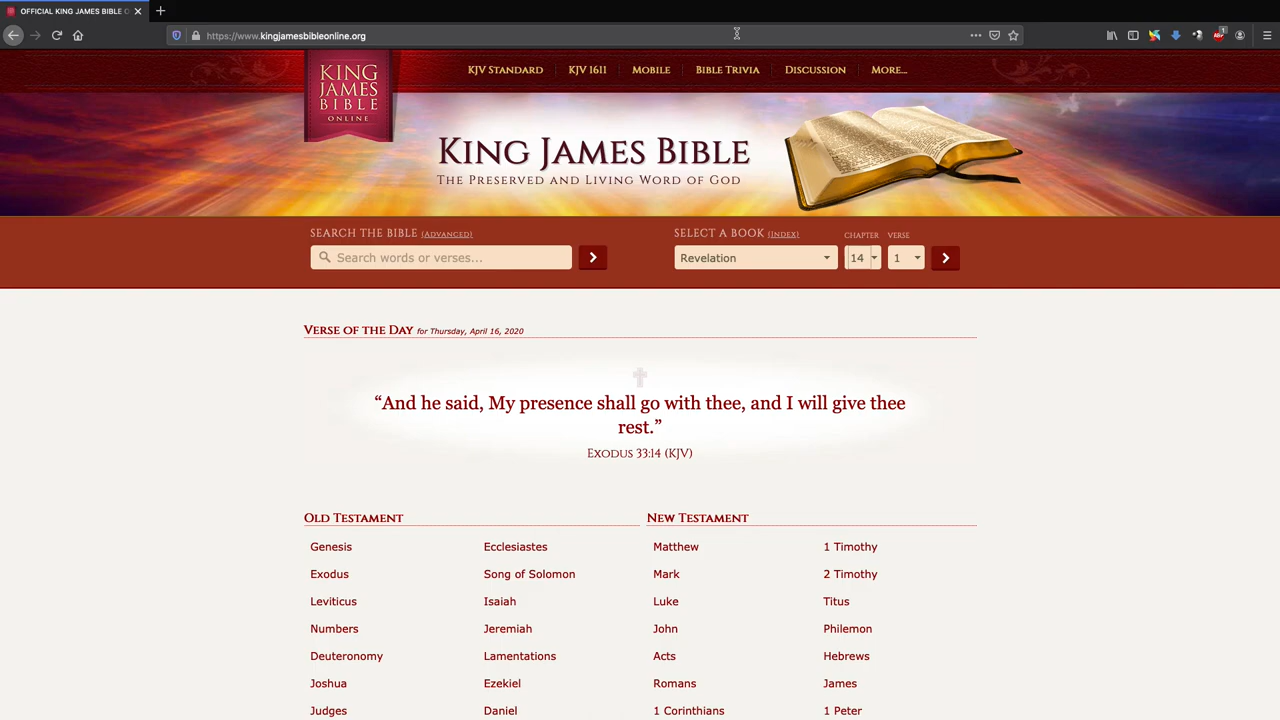 OFFICIAL KING JAMES BIBLE
https://www.kingjamesbibleonline.org
KING
JAMES
BIBLE
ONLINE
KJV STANDARD
KJV 1611
MOBILE
BIBLE TRIVIA
DISCUSSION
MORE...
KING JAMES BIBLE
THE PRESERVED AND LIVING WORD OF GOD
SEARCH THE BIBLE (ADVANCED)
Search words or verses...
SELECT A BOOK (INDEX)
CHAPTER
VERSE
Revelation
14
1
VERSE OF THE DAY for Thursday, April 16, 2020
“And he said, My presence shall go with thee, and I will give thee
rest.”
EXODUS 33:14 (KJV)
OLD TESTAMENT
Genesis
Exodus
Leviticus
Numbers
Deuteronomy
Joshua
Judges
Ecclesiastes
Song of Solomon
Isaiah
Jeremiah
Lamentations
Ezekiel
Daniel
NEW TESTAMENT
Matthew
Mark
Luke
John
Acts
Romans
1 Corinthians
1 Timothy
2 Timothy
Titus
Philemon
Hebrews
James
1 Peter